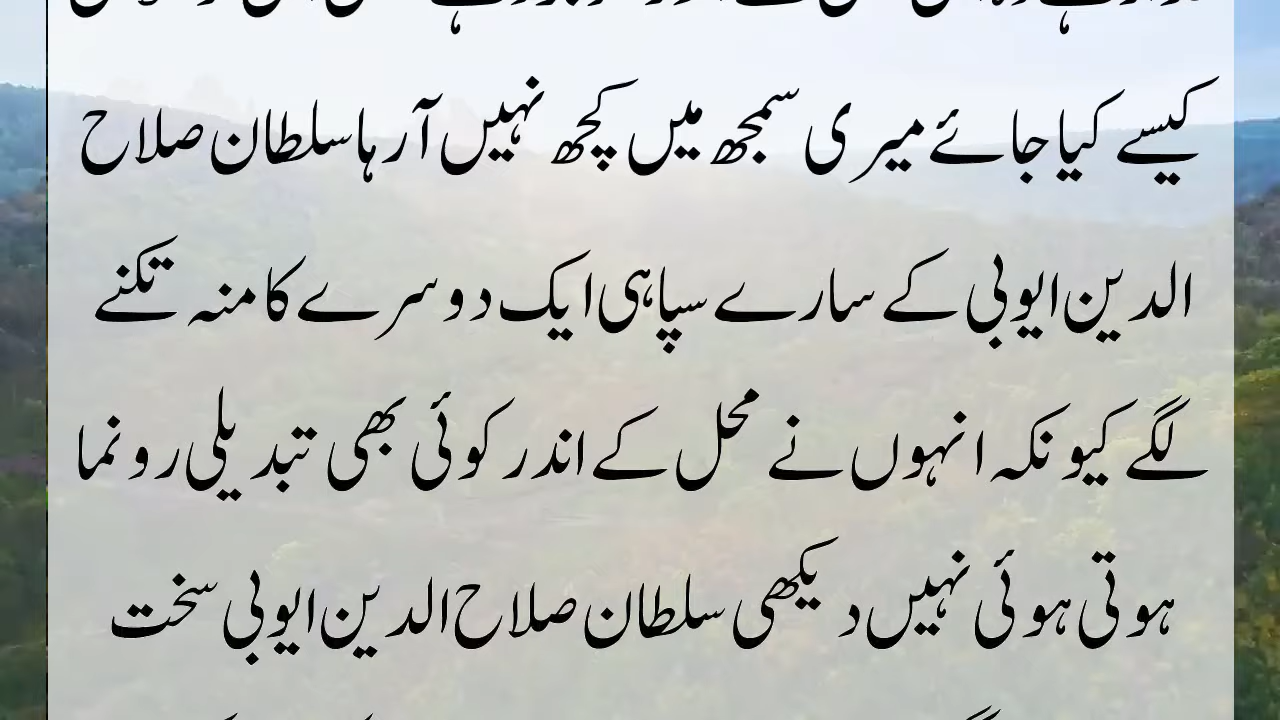 کیسے کیا جائے میری سمجھ میں کچھ نہیں آرہا سلطان صلاح
الدین ایوبی کے سارے سپاہی ایک دوسرے کا منہ تکنے
لگے کیونکہ انہوں نے محل کے اندر کوئی بھی تبدیلی رونما
ہوتی ہوئی نہیں دیکھی سلطان صلاح الدین ایوبی سخت